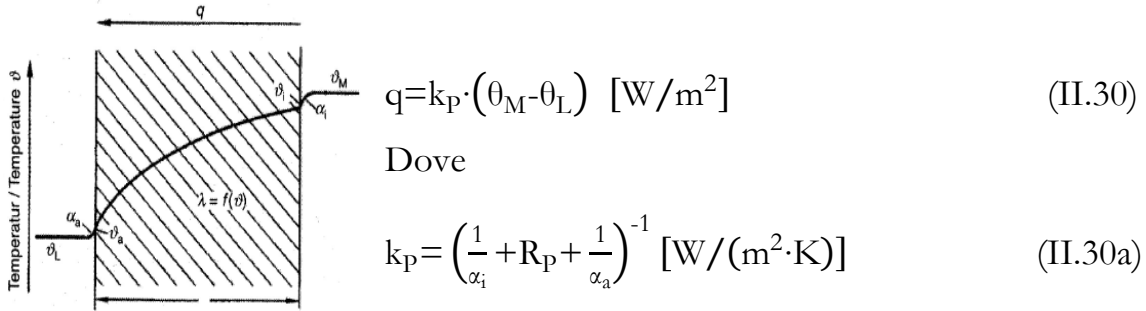 q
Temperatur / Temperature ϑ
ϑ_M
ϑ_i
α_i
λ = f(ϑ)
α_a
ϑ_a
ϑ_L
q=k_P·(θ_M-θ_L) [W/m²] (II.30)
Dove
k_P=(1/α_i+R_P+1/α_a)⁻¹ [W/(m²·K)] (II.30a)